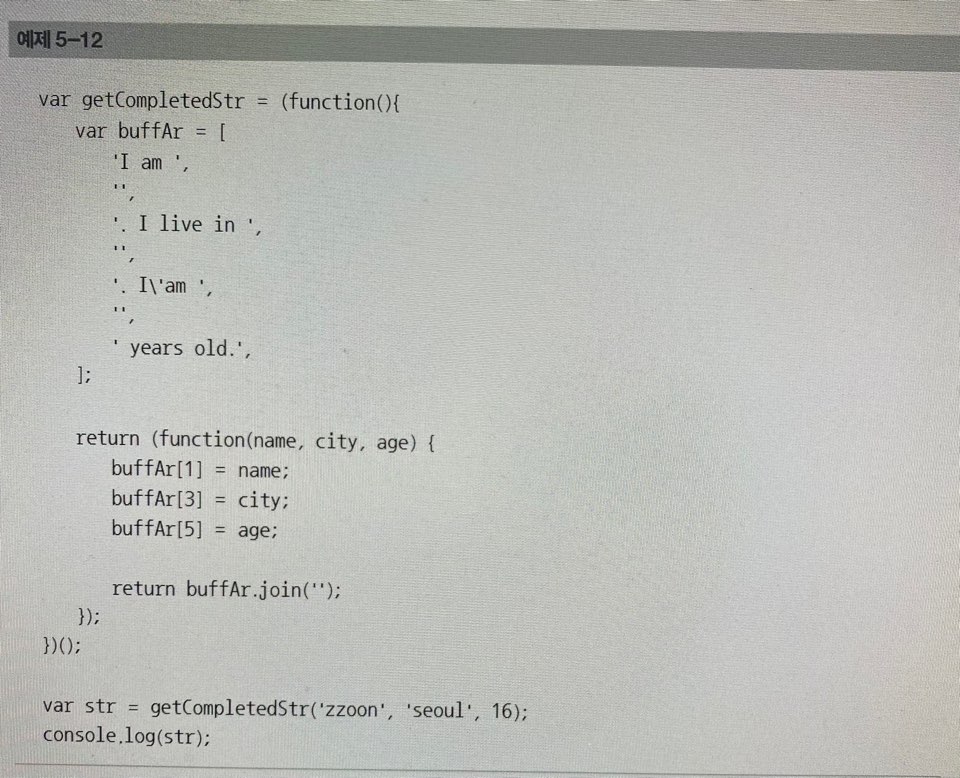 예제 5-12
var getCompletedStr = (function(){
var buffAr = [
'I am ',
'',
'. I live in ',
'',
'. I\'am ',
'',
' years old.',
];
return (function(name, city, age) {
buffAr[1] = name;
buffAr[3] = city;
buffAr[5] = age;
return buffAr.join('');
});
})();
var str = getCompletedStr('zzoon', 'seoul', 16);
console.log(str);